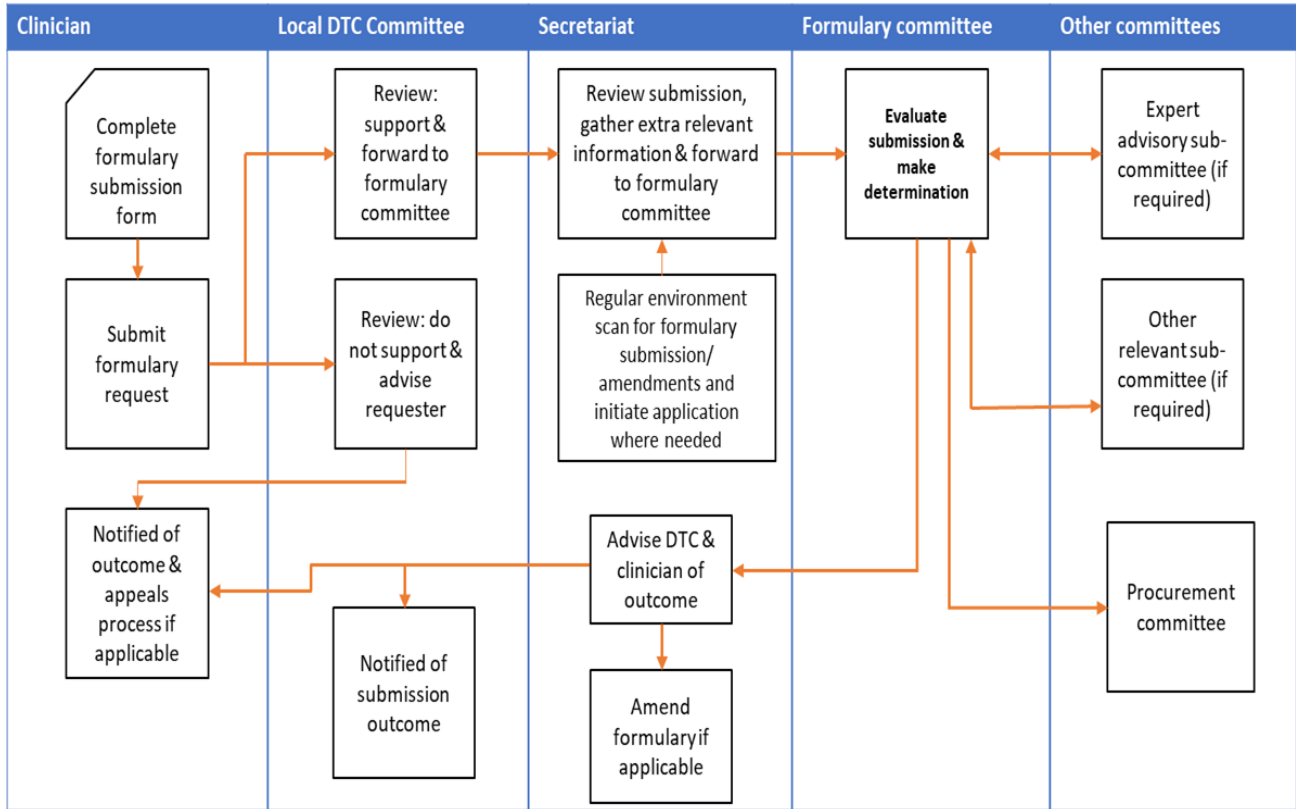 Clinician
Local DTC Committee
Secretariat
Formulary committee
Other committees
Complete
formulary
submission
form
Review:
support &
forward to
formulary
committee
Review submission,
gather extra relevant
information & forward
to formulary
committee
Evaluate
submission &
make
determination
Expert
advisory sub-
committee (if
required)
Submit
formulary
request
Review: do
not support &
advise
requester
Regular environment
scan for formulary
submission/
amendments and
initiate application
where needed
Other
relevant sub-
committee (if
required)
Notified of
outcome &
appeals
process if
applicable
Notified of
submission
outcome
Advise DTC &
clinician of
outcome
Amend
formulary if
applicable
Procurement
committee